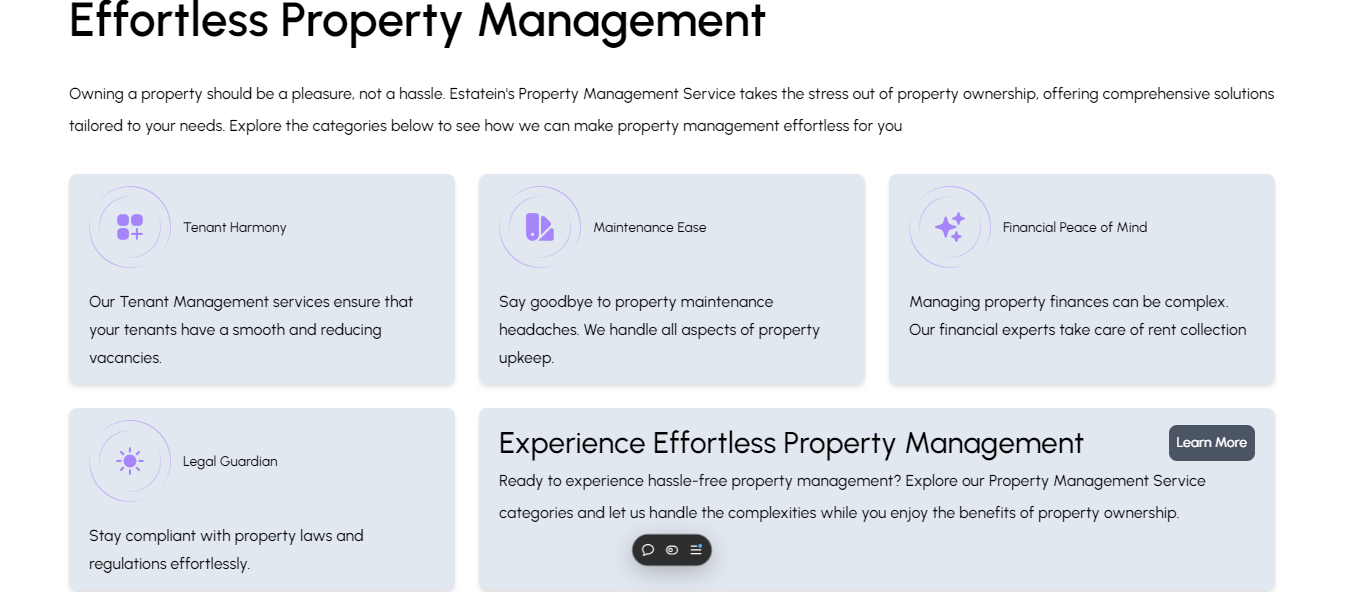 Effortless Property Management
Owning a property should be a pleasure, not a hassle. Estatein's Property Management Service takes the stress out of property ownership, offering comprehensive solutions
tailored to your needs. Explore the categories below to see how we can make property management effortless for you
Tenant Harmony
Our Tenant Management services ensure that
your tenants have a smooth and reducing
vacancies.
Maintenance Ease
Say goodbye to property maintenance
headaches. We handle all aspects of property
upkeep.
Financial Peace of Mind
Managing property finances can be complex.
Our financial experts take care of rent collection
Legal Guardian
Stay compliant with property laws and
regulations effortlessly.
Experience Effortless Property Management
Learn More
Ready to experience hassle-free property management? Explore our Property Management Service
categories and let us handle the complexities while you enjoy the benefits of property ownership.